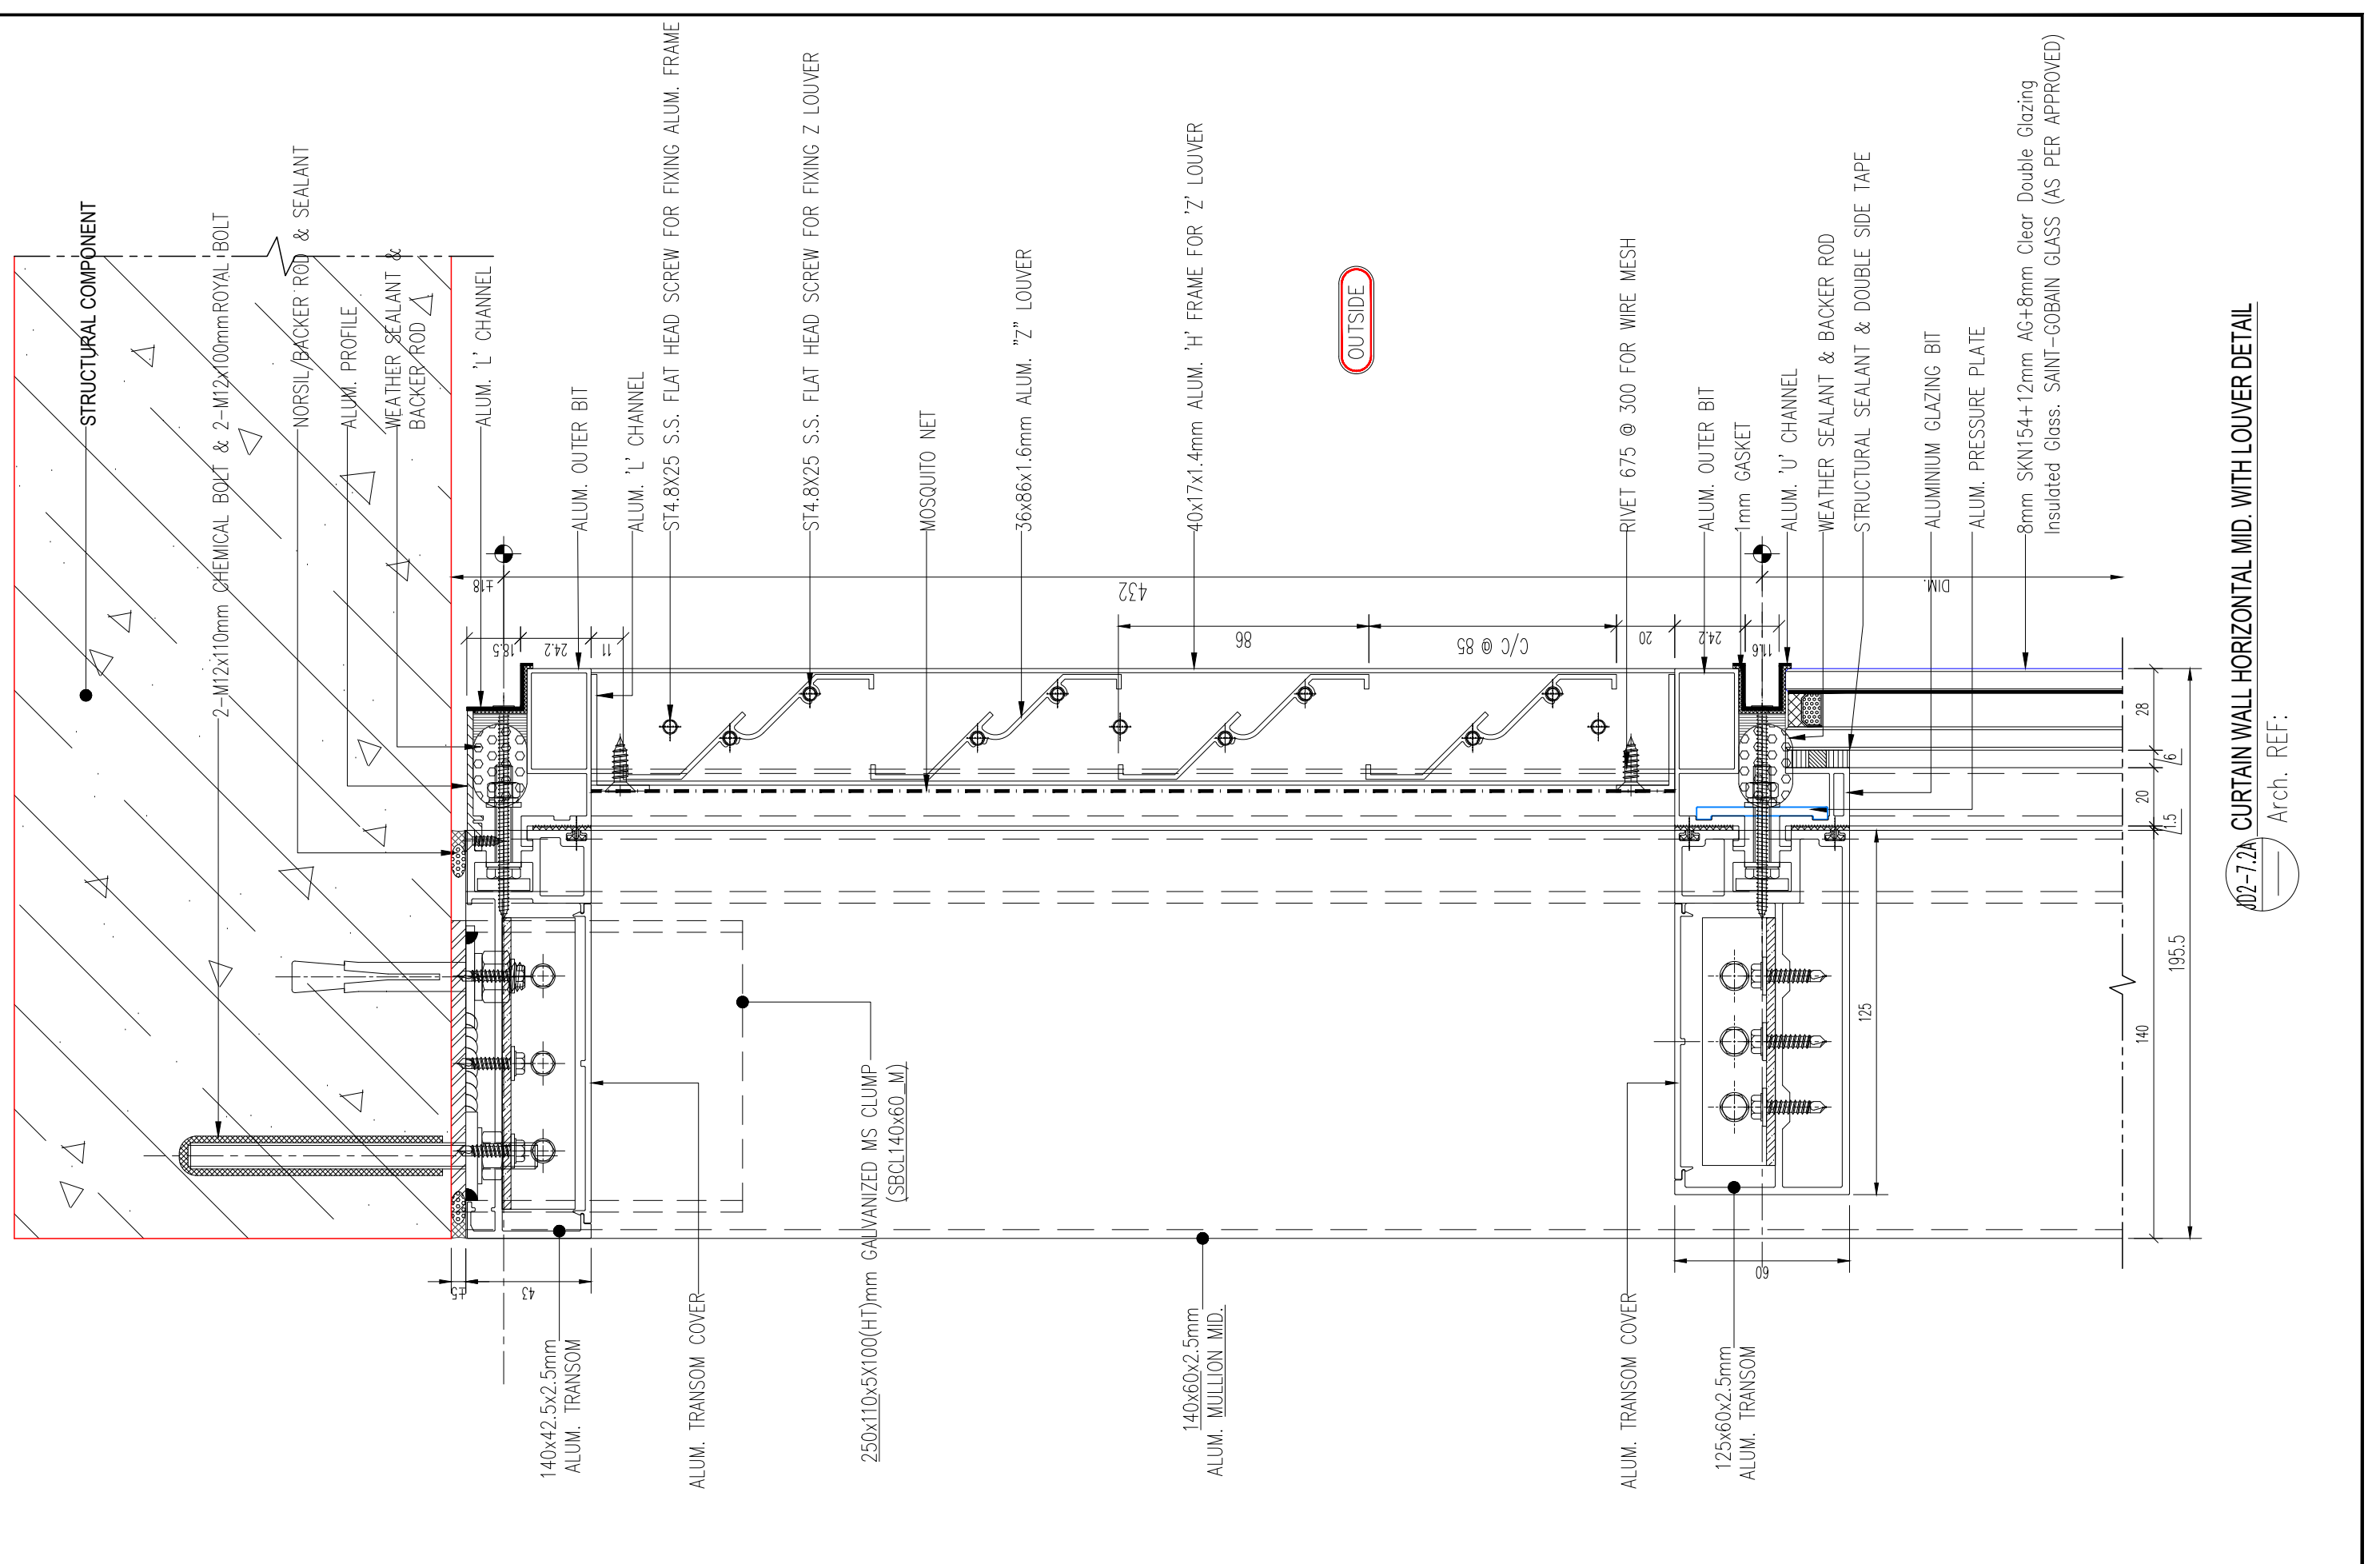 STRUCTURAL COMPONENT
2-M12x110mm CHEMICAL BOLT & 2-M12x100mmROYAL BOLT
NORSIL/BACKER ROD & SEALANT
ALUM. PROFILE
WEATHER SEALANT &
BACKER ROD
ALUM. 'L' CHANNEL
ALUM. OUTER BIT
ALUM. 'L' CHANNEL
ST4.8X25 S.S. FLAT HEAD SCREW FOR FIXING ALUM. FRAME
ST4.8X25 S.S. FLAT HEAD SCREW FOR FIXING Z LOUVER
MOSQUITO NET
36x86x1.6mm ALUM. "Z" LOUVER
40x17x1.4mm ALUM. 'H' FRAME FOR 'Z' LOUVER
OUTSIDE
RIVET 675 @ 300 FOR WIRE MESH
ALUM. OUTER BIT
1mm GASKET
ALUM. 'U' CHANNEL
WEATHER SEALANT & BACKER ROD
STRUCTURAL SEALANT & DOUBLE SIDE TAPE
ALUMINIUM GLAZING BIT
ALUM. PRESSURE PLATE
8mm SKN154+12mm AG+8mm Clear Double Glazing
Insulated Glass. SAINT-GOBAIN GLASS (AS PER APPROVED)
±18
432
DIM.
18.5
24.2
11
86
C/C @ 85
20
24.2
11.6
28
6
20
1.5
140
195.5
125
60
±5
43
140x42.5x2.5mm
ALUM. TRANSOM
ALUM. TRANSOM COVER
250x110x5X100(HT)mm GALVANIZED MS CLUMP
(SBCL140x60_M)
140x60x2.5mm
ALUM. MULLION MID.
ALUM. TRANSOM COVER
125x60x2.5mm
ALUM. TRANSOM
JD2-7.2A
CURTAIN WALL HORIZONTAL MID. WITH LOUVER DETAIL
Arch. REF: